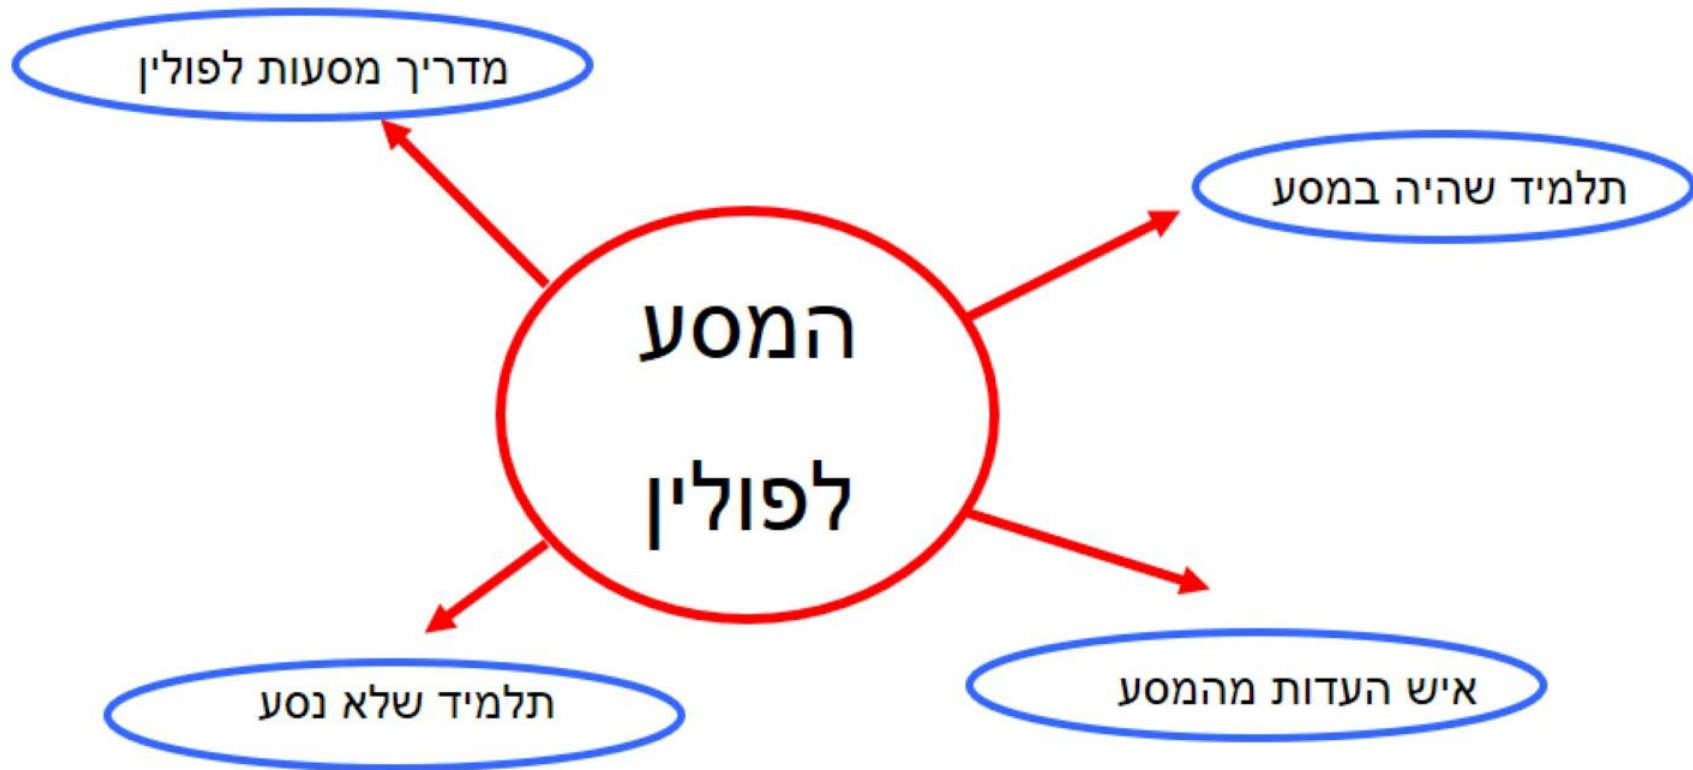 מדריך מסעות לפולין
תלמיד שהיה במסע
המסע
לפולין
איש העדות מהמסע
תלמיד שלא נסע